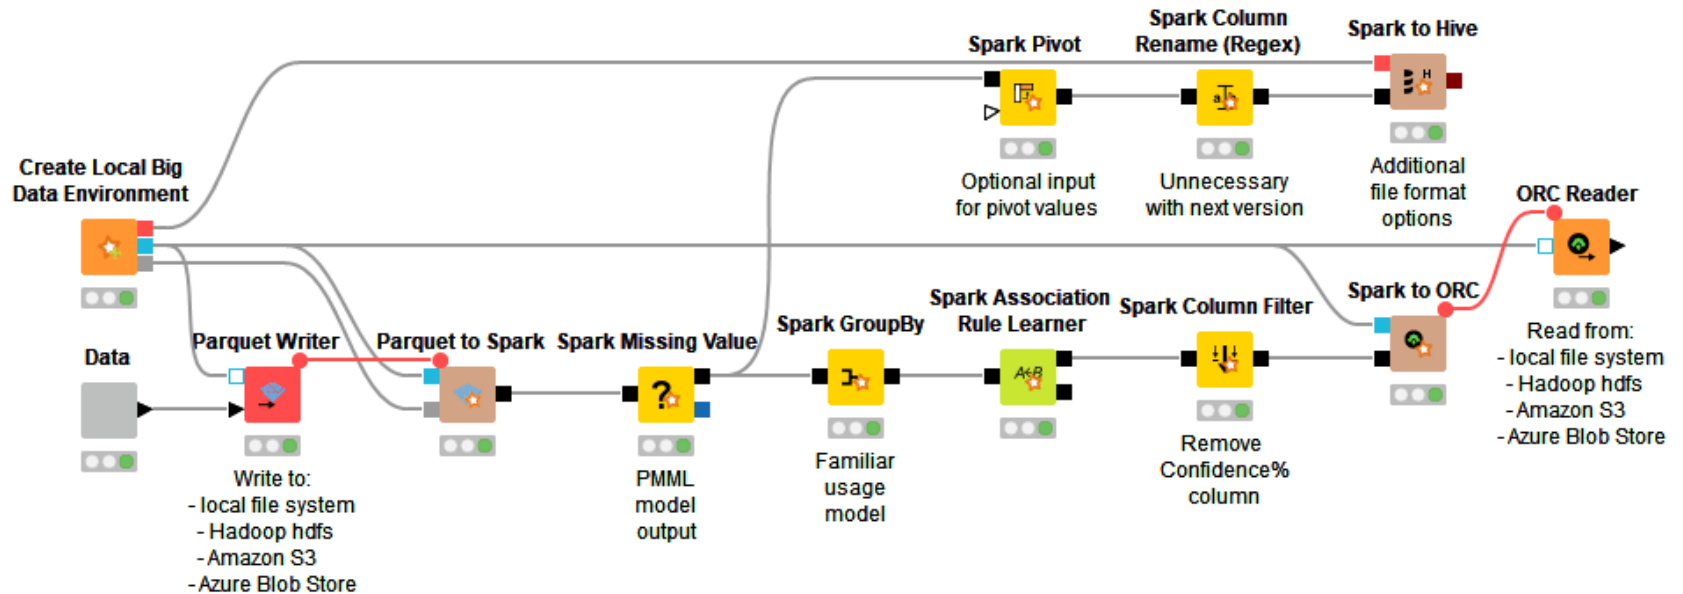 Spark Pivot
Optional input
for pivot values
Spark Column
Rename (Regex)
Unnecessary
with next version
Spark to Hive
H
Additional
file format
options
Create Local Big
Data Environment
ORC Reader
Read from:
- local file system
- Hadoop hdfs
- Amazon S3
- Azure Blob Store
Data
Parquet Writer
Write to:
- local file system
- Hadoop hdfs
- Amazon S3
- Azure Blob Store
Parquet to Spark
Spark Missing Value
?
PMML
model
output
Spark GroupBy
Familiar
usage
model
Spark Association
Rule Learner
Spark Column Filter
Remove
Confidence%
column
Spark to ORC